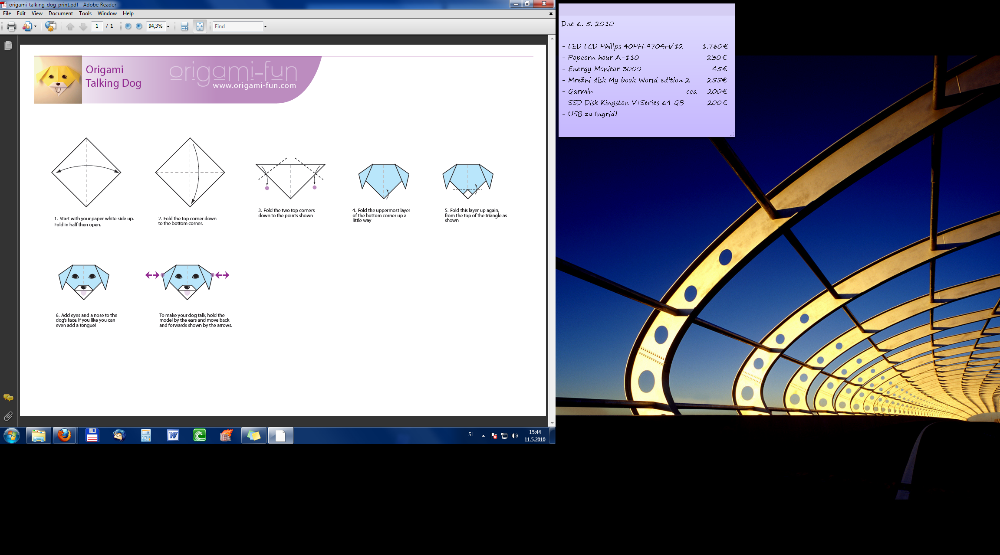 origami-talking-dog-print.pdf - Adobe Reader
File Edit View Document Tools Window Help
1 / 1 94,3% Find
Origami
Talking Dog
origami-fun
www.origami-fun.com
1. Start with your paper white side up.
Fold in half then open.
2. Fold the top corner down
to the bottom corner.
3. Fold the two top corners
down to the points shown
4. Fold the uppermost layer
of the bottom corner up a
little way
5. Fold this layer up again,
from the top of the triangle as
shown
6. Add eyes and a nose to the
dog's face. If you like you can
even add a tongue!
To make your dog talk, hold the
model by the ears and move back
and forwards shown by the arrows.
SL
15:44
11.5.2010
Dne 6. 5. 2010
- LED LCD Philips 40PFL9704H/12 1.760€
- Popcorn hour A-110 230€
- Energy Monitor 3000 45€
- Mrežni disk My book World edition 2 255€
- Garmin cca 200€
- SSD Disk Kingston V+Series 64 GB 200€
- USB za Ingrid!